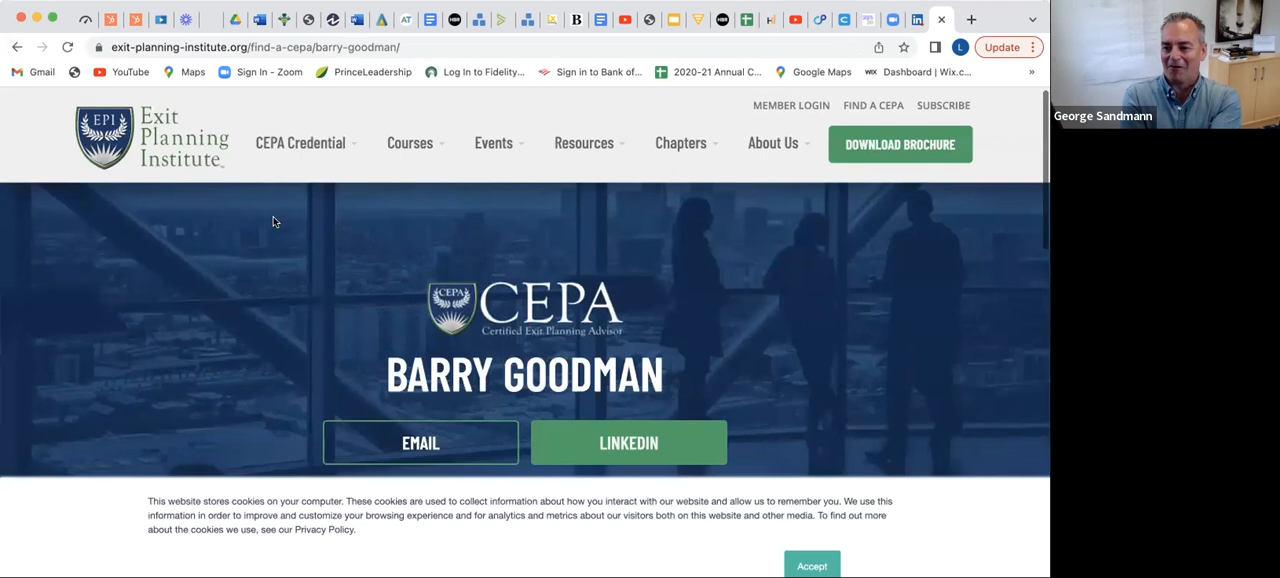 exit-planning-institute.org/find-a-cepa/barry-goodman/
L
Update
Gmail
YouTube
Maps
Sign In - Zoom
PrinceLeadership
Log In to Fidelity...
Sign in to Bank of...
2020-21 Annual C...
Google Maps
WIX
Dashboard | Wix.c...
»
George Sandmann
MEMBER LOGIN
FIND A CEPA
SUBSCRIBE
EPI
Exit
Planning
Institute
CEPA Credential
Courses
Events
Resources
Chapters
About Us
DOWNLOAD BROCHURE
CEPA
CEPA
Certified Exit Planning Advisor
BARRY GOODMAN
EMAIL
LINKEDIN
This website stores cookies on your computer. These cookies are used to collect information about how you interact with our website and allow us to remember you. We use this
information in order to improve and customize your browsing experience and for analytics and metrics about our visitors both on this website and other media. To find out more
about the cookies we use, see our Privacy Policy.
Accept